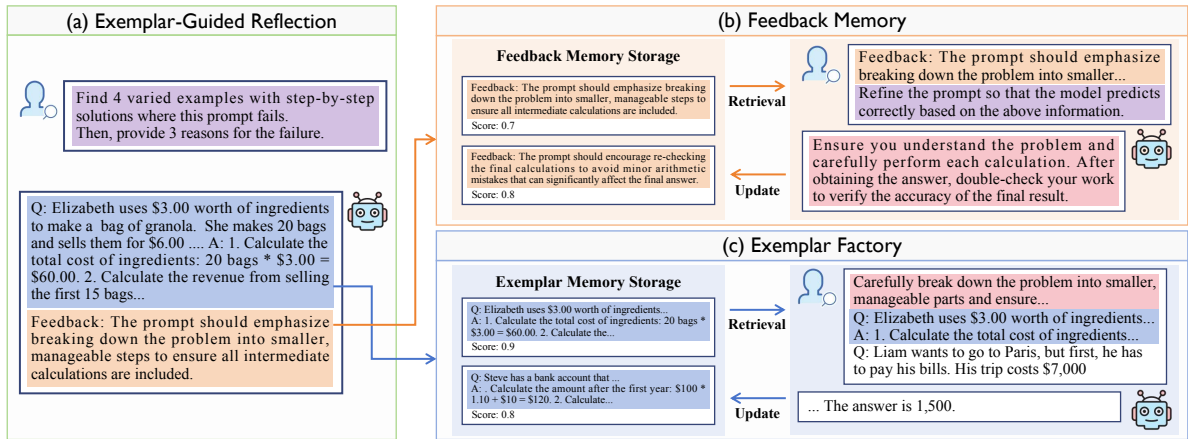 (a) Exemplar-Guided Reflection
Find 4 varied examples with step-by-step
solutions where this prompt fails.
Then, provide 3 reasons for the failure.
Q: Elizabeth uses $3.00 worth of ingredients
to make a bag of granola. She makes 20 bags
and sells them for $6.00 .... A: 1. Calculate the
total cost of ingredients: 20 bags * $3.00 =
$60.00. 2. Calculate the revenue from selling
the first 15 bags...
Feedback: The prompt should emphasize
breaking down the problem into smaller,
manageable steps to ensure all intermediate
calculations are included.
(b) Feedback Memory
Feedback Memory Storage
Feedback: The prompt should emphasize breaking
down the problem into smaller, manageable steps to
ensure all intermediate calculations are included.
Score: 0.7
Feedback: The prompt should encourage re-checking
the final calculations to avoid minor arithmetic
mistakes that can significantly affect the final answer.
Score: 0.8
Retrieval
Update
Feedback: The prompt should emphasize
breaking down the problem into smaller...
Refine the prompt so that the model predicts
correctly based on the above information.
Ensure you understand the problem and
carefully perform each calculation. After
obtaining the answer, double-check your work
to verify the accuracy of the final result.
(c) Exemplar Factory
Exemplar Memory Storage
Q: Elizabeth uses $3.00 worth of ingredients...
A: 1. Calculate the total cost of ingredients: 20 bags *
$3.00 = $60.00. 2. Calculate the...
Score: 0.9
Q: Steve has a bank account that ...
A: . Calculate the amount after the first year: $100 *
1.10 + $10 = $120. 2. Calculate...
Score: 0.8
Retrieval
Update
Carefully break down the problem into smaller,
manageable parts and ensure...
Q: Elizabeth uses $3.00 worth of ingredients...
A: 1. Calculate the total cost of ingredients...
Q: Liam wants to go to Paris, but first, he has
to pay his bills. His trip costs $7,000
... The answer is 1,500.